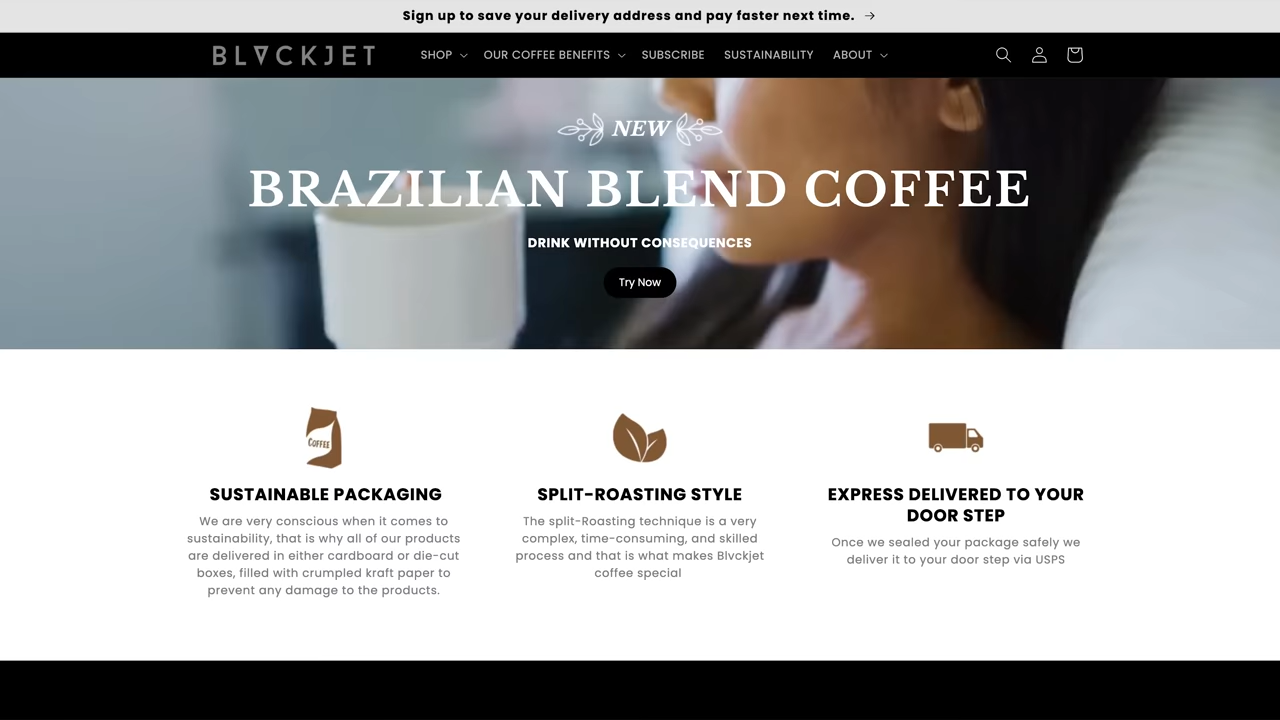 Sign up to save your delivery address and pay faster next time. →
BLVCKJET
SHOP
OUR COFFEE BENEFITS
SUBSCRIBE
SUSTAINABILITY
ABOUT
NEW
BRAZILIAN BLEND COFFEE
DRINK WITHOUT CONSEQUENCES
Try Now
COFFEE
SUSTAINABLE PACKAGING
We are very conscious when it comes to
sustainability, that is why all of our products
are delivered in either cardboard or die-cut
boxes, filled with crumpled kraft paper to
prevent any damage to the products.
SPLIT-ROASTING STYLE
The split-Roasting technique is a very
complex, time-consuming, and skilled
process and that is what makes Blvckjet
coffee special
EXPRESS DELIVERED TO YOUR
DOOR STEP
Once we sealed your package safely we
deliver it to your door step via USPS